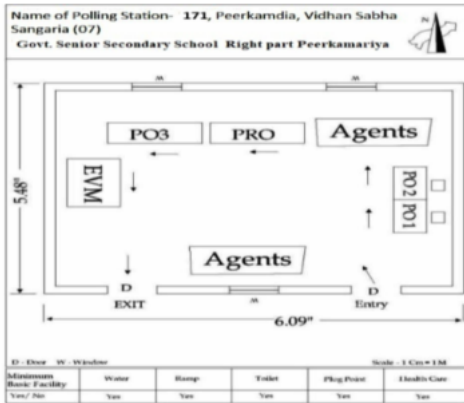 Name of Polling Station- 171, Peerkamdia, Vidhan Sabha
Sangaria (07)
Govt. Senior Secondary School Right part Peerkamariya
N
W W
PO3 PRO Agents
EVM
5.48"
PO2
PO1
Agents
D D
EXIT W Entry
6.09"
D - Door W - Window Scale - 1 Cm = 1 M
Minimum Basic Facility Water Ramp Toilet Plug Point Health Care
Yes/ No Yes Yes Yes Yes Yes